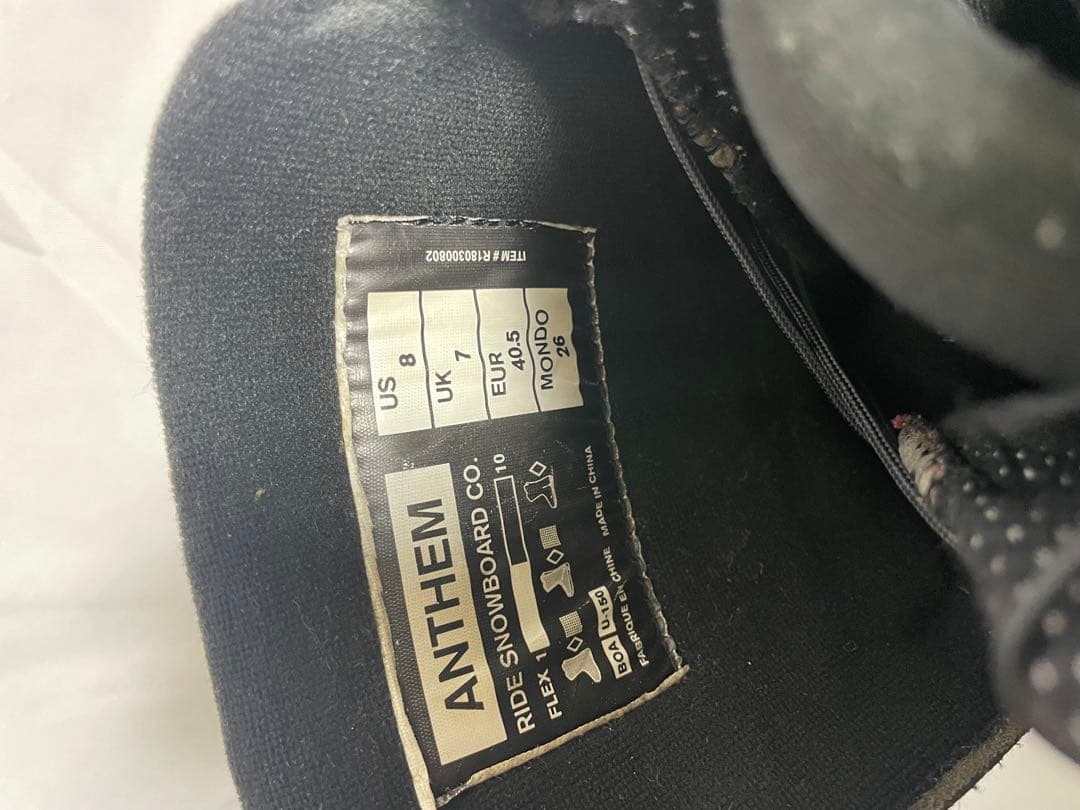 ANTHEM
RIDE SNOWBOARD CO.
FLEX 1 10
BOA U-150
FABRIQUE EN CHINE MADE IN CHINA
US 8
UK 7
EUR 40.5
MONDO 26
ITEM # R180300802